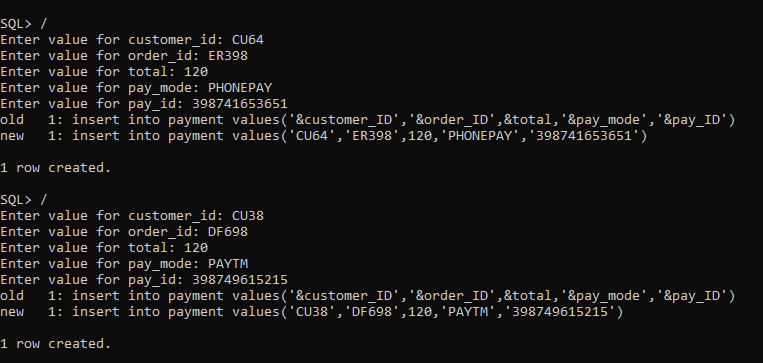 SQL> /
Enter value for customer_id: CU64
Enter value for order_id: ER398
Enter value for total: 120
Enter value for pay_mode: PHONEPAY
Enter value for pay_id: 398741653651
old   1: insert into payment values('&customer_ID','&order_ID',&total,'&pay_mode','&pay_ID')
new   1: insert into payment values('CU64','ER398',120,'PHONEPAY','398741653651')
1 row created.
SQL> /
Enter value for customer_id: CU38
Enter value for order_id: DF698
Enter value for total: 120
Enter value for pay_mode: PAYTM
Enter value for pay_id: 398749615215
old   1: insert into payment values('&customer_ID','&order_ID',&total,'&pay_mode','&pay_ID')
new   1: insert into payment values('CU38','DF698',120,'PAYTM','398749615215')
1 row created.